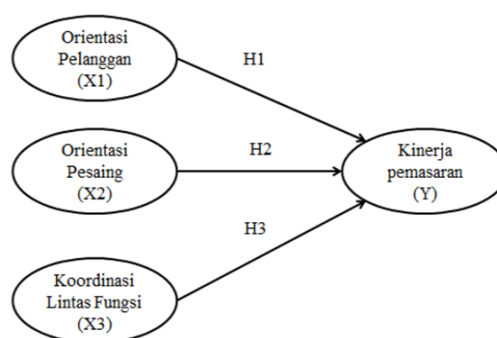 Orientasi
Pelanggan
(X1)
H1
Orientasi
Pesaing
(X2)
H2
Kinerja
pemasaran
(Y)
H3
Koordinasi
Lintas Fungsi
(X3)